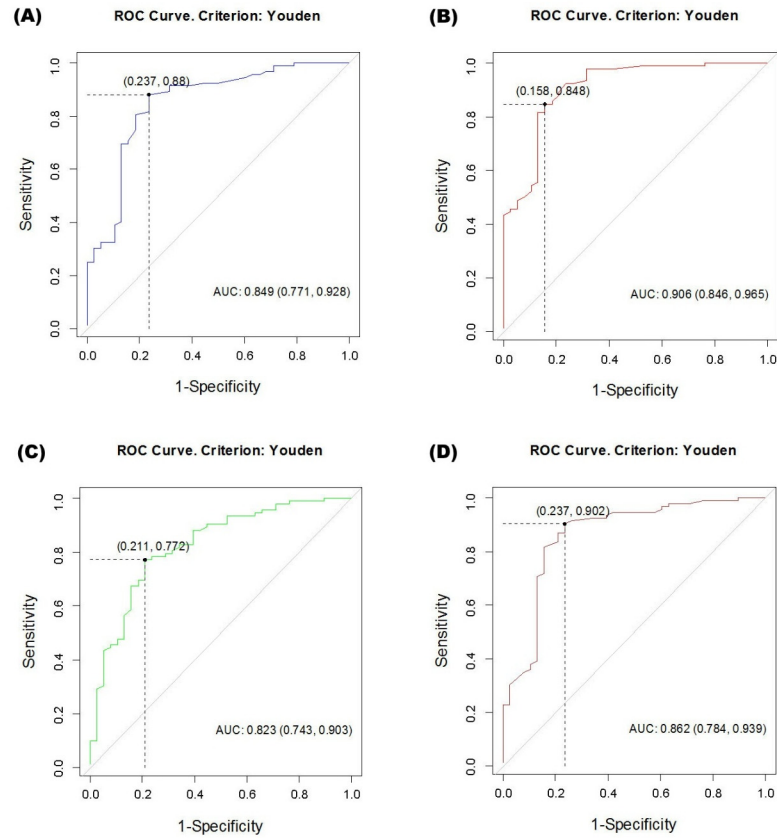 (A)
ROC Curve. Criterion: Youden
(0.237, 0.88)
Sensitivity
1.0
0.8
0.6
0.4
0.2
0.0
AUC: 0.849 (0.771, 0.928)
0.0 0.2 0.4 0.6 0.8 1.0
1-Specificity
(B)
ROC Curve. Criterion: Youden
(0.158, 0.848)
Sensitivity
1.0
0.8
0.6
0.4
0.2
0.0
AUC: 0.906 (0.846, 0.965)
0.0 0.2 0.4 0.6 0.8 1.0
1-Specificity
(C)
ROC Curve. Criterion: Youden
(0.211, 0.772)
Sensitivity
1.0
0.8
0.6
0.4
0.2
0.0
AUC: 0.823 (0.743, 0.903)
0.0 0.2 0.4 0.6 0.8 1.0
1-Specificity
(D)
ROC Curve. Criterion: Youden
(0.237, 0.902)
Sensitivity
1.0
0.8
0.6
0.4
0.2
0.0
AUC: 0.862 (0.784, 0.939)
0.0 0.2 0.4 0.6 0.8 1.0
1-Specificity